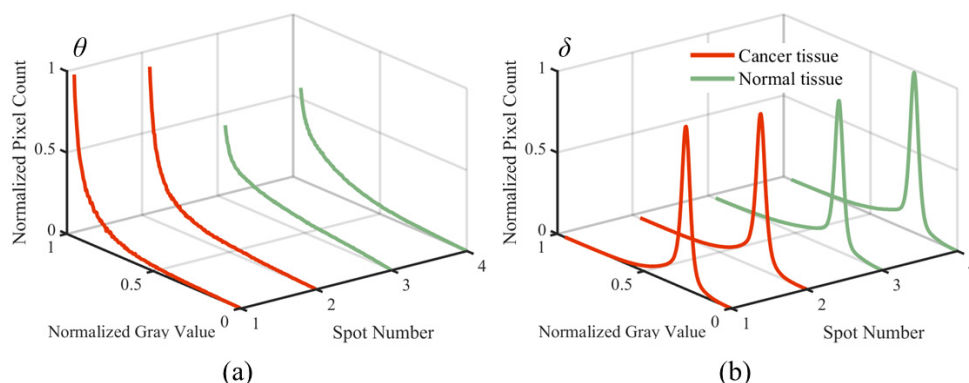 θ
Normalized Pixel Count
1
0.5
0
1
0.5
0
Normalized Gray Value
1
2
3
4
Spot Number
(a)
δ
Cancer tissue
Normal tissue
Normalized Pixel Count
1
0.5
0
1
0.5
0
Normalized Gray Value
1
2
3
Spot Number
(b)